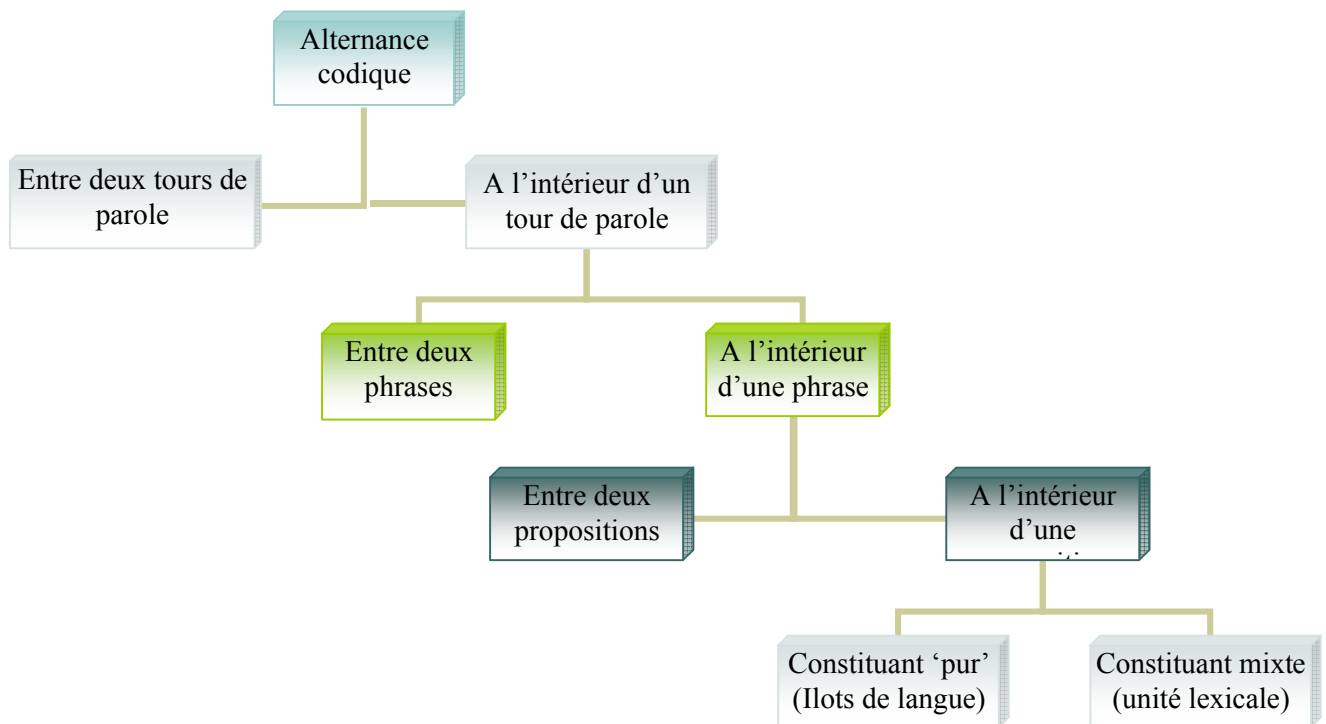 Alternance
codique
Entre deux tours de
parole
A l’intérieur d’un
tour de parole
Entre deux
phrases
A l’intérieur
d’une phrase
Entre deux
propositions
A l’intérieur
d’une
Constituant ‘pur’
(Ilots de langue)
Constituant mixte
(unité lexicale)